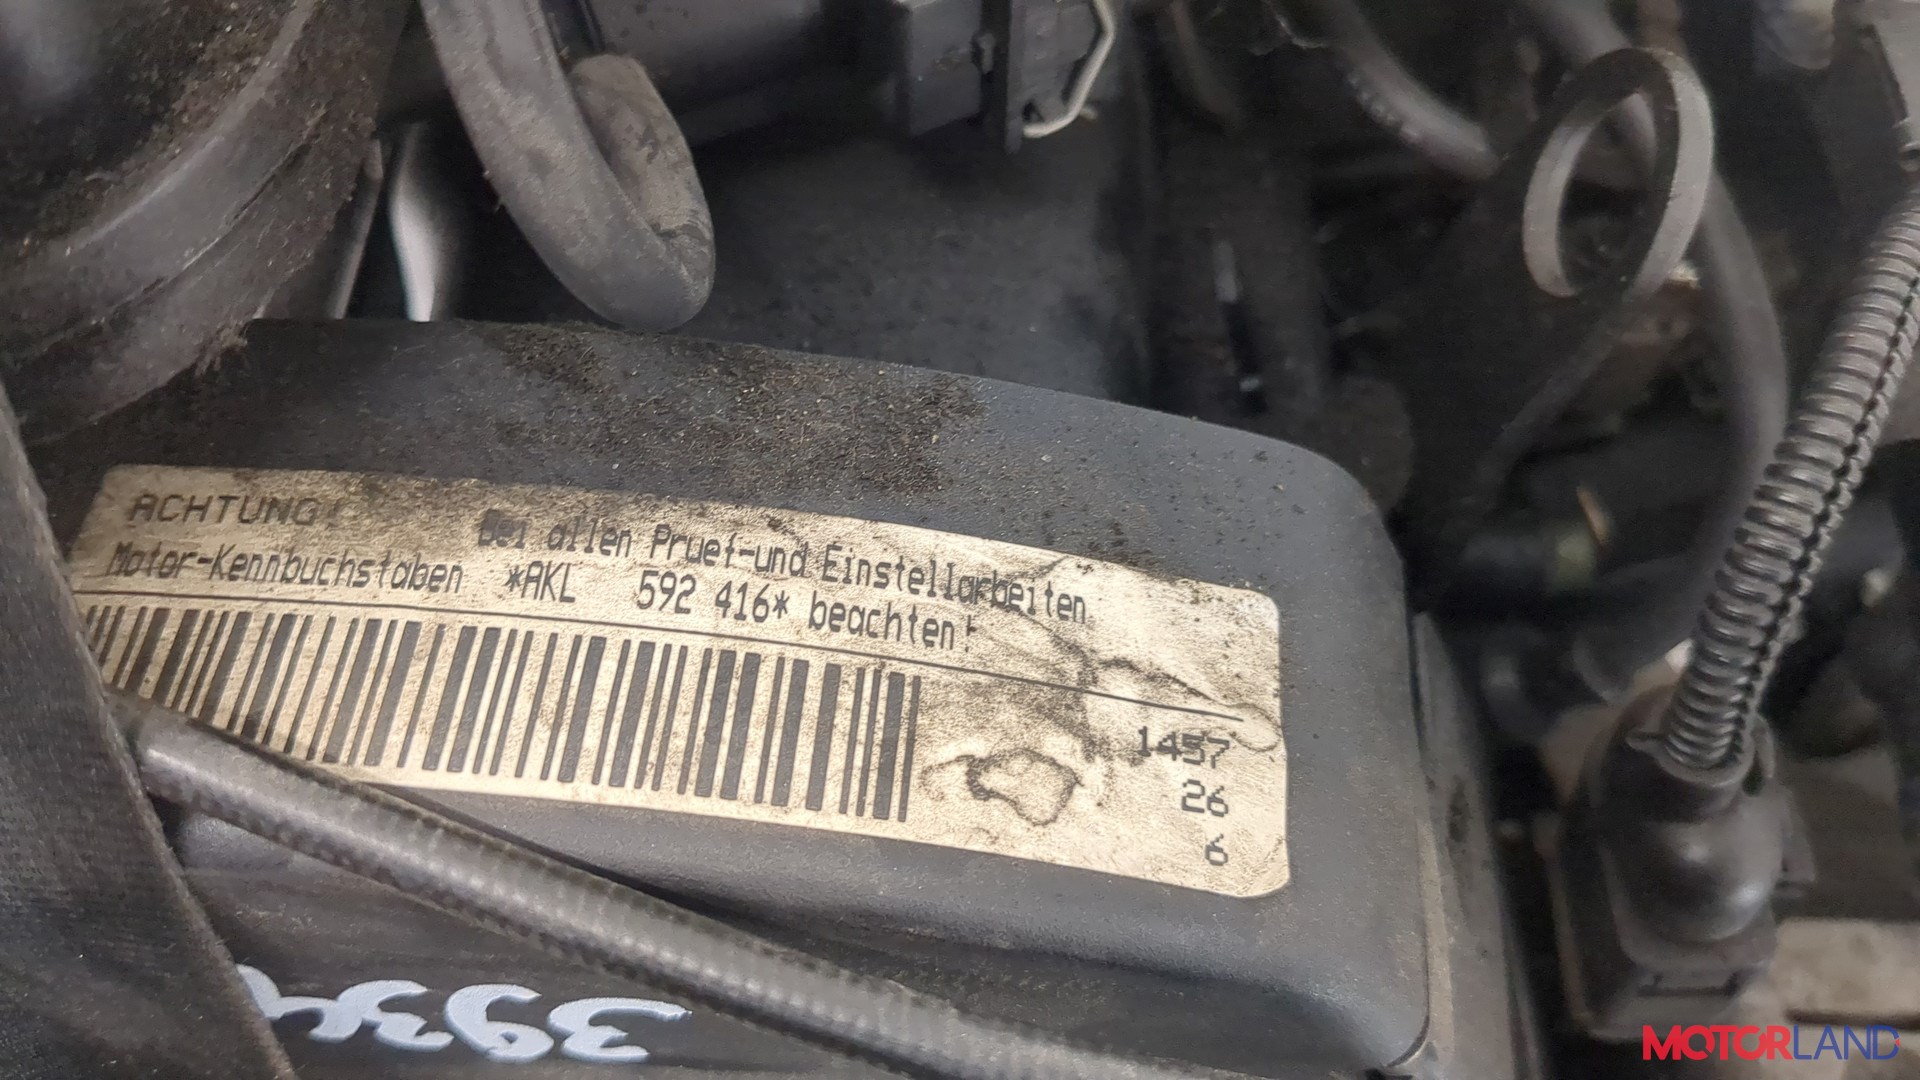 ACHTUNG! Bei allen Pruef-und Einstellarbeiten
Motor-Kennbuchstaben *AKL 592 416* beachten!
1457
26
6
MOTORLAND